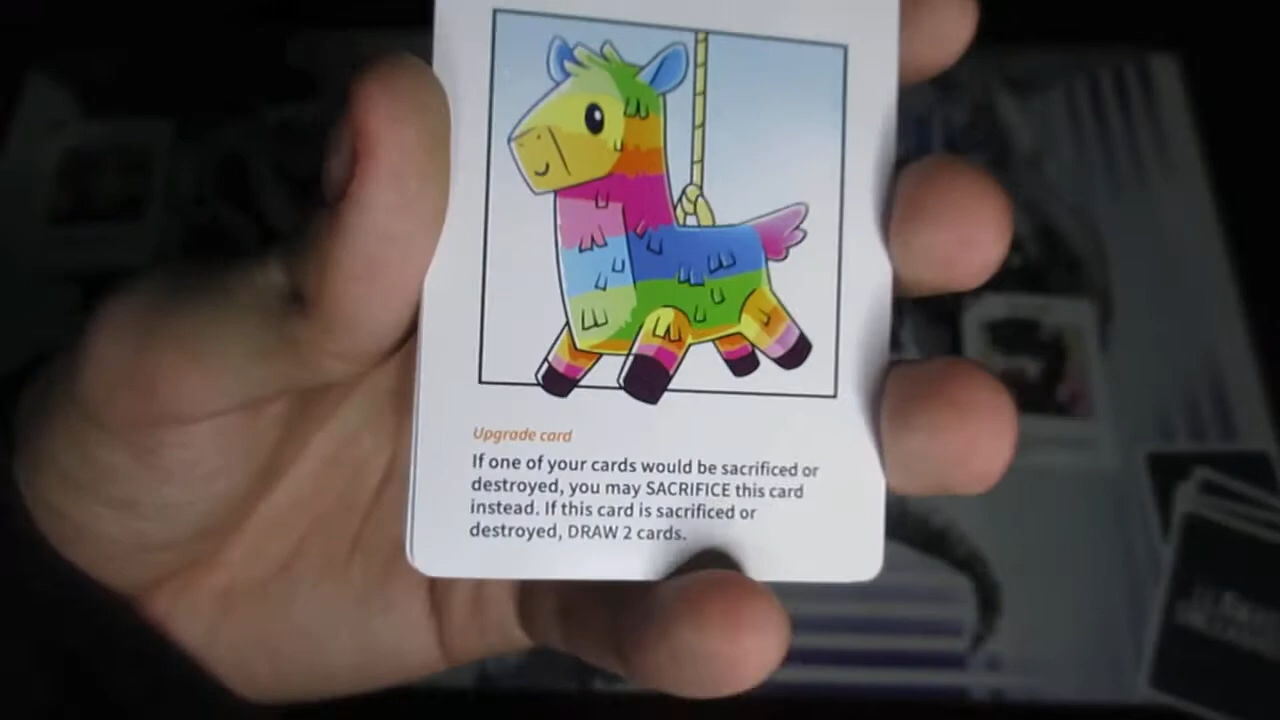 Upgrade card
If one of your cards would be sacrificed or
destroyed, you may SACRIFICE this card
instead. If this card is sacrificed or
destroyed, DRAW 2 cards.